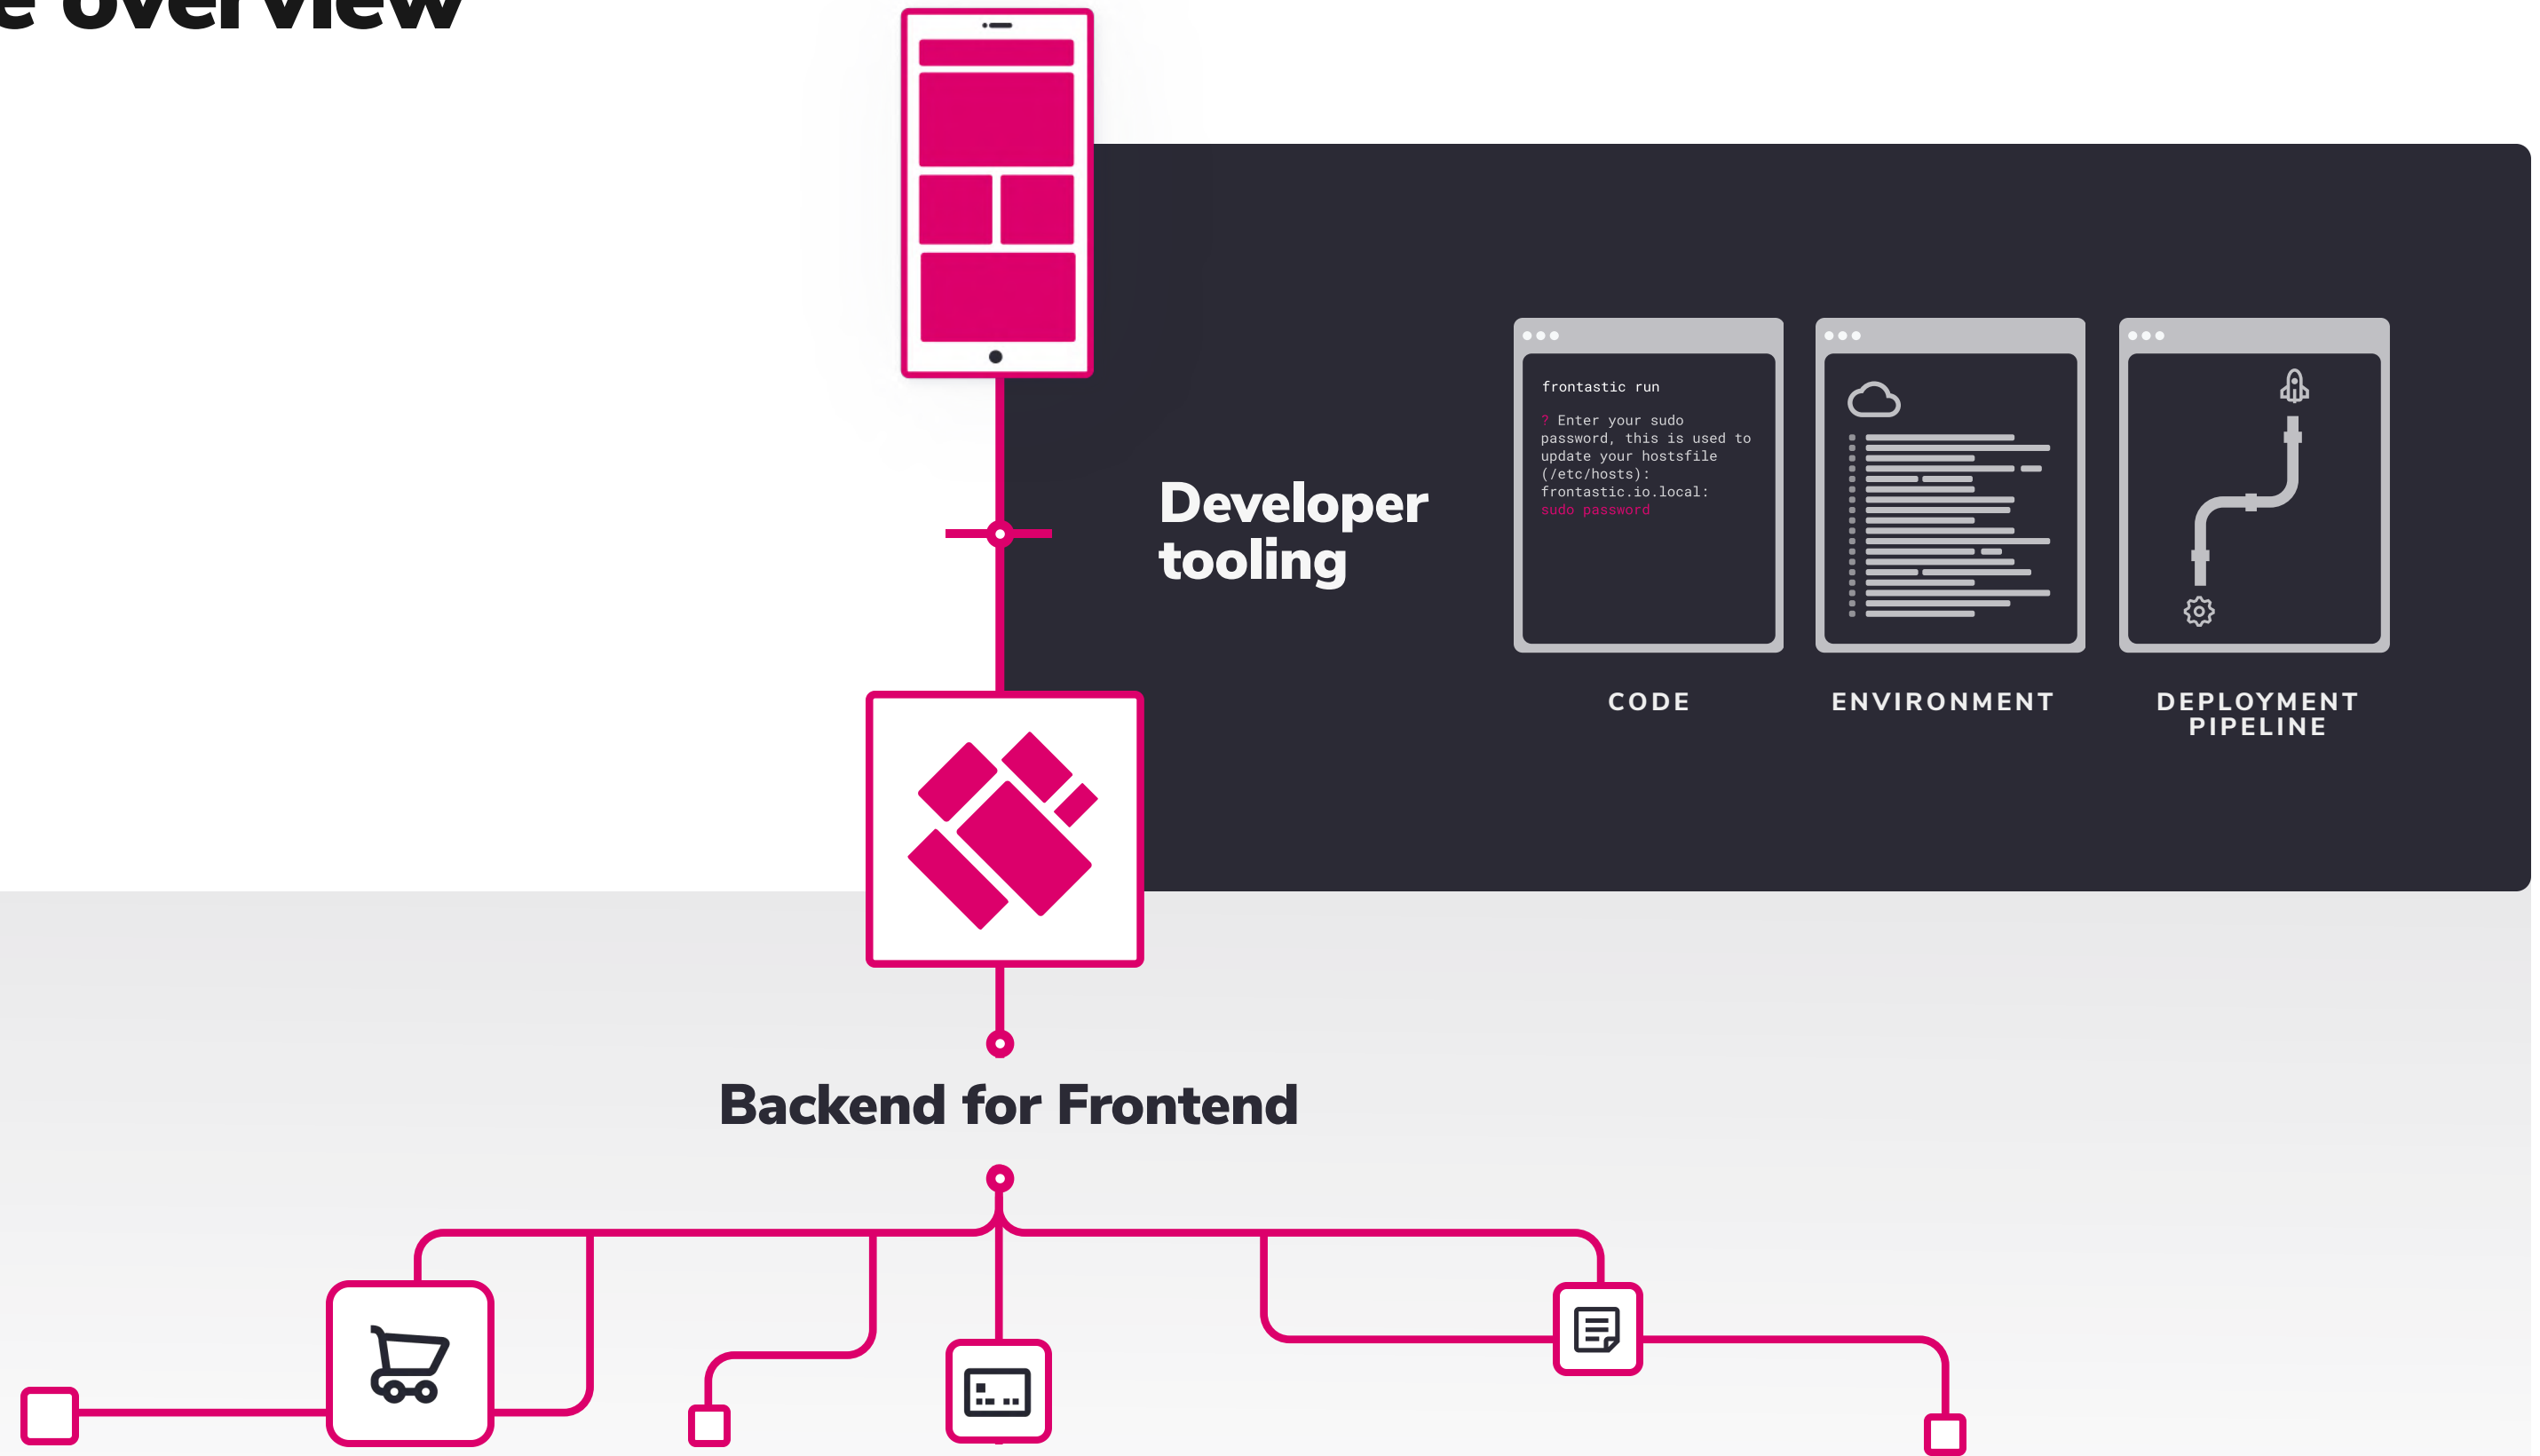 e overview
frontastic run
? Enter your sudo
password, this is used to
update your hostsfile
(/etc/hosts):
frontastic.io.local:
sudo password
Developer
tooling
CODE
ENVIRONMENT
DEPLOYMENT
PIPELINE
Backend for Frontend